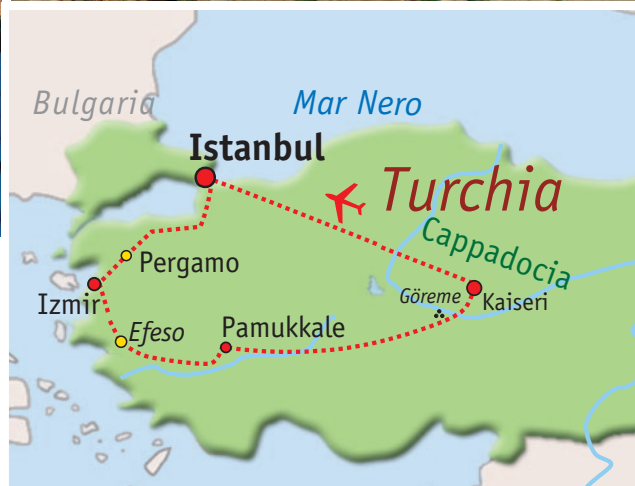 Bulgaria
Mar Nero
Istanbul
Turchia
Cappadocia
Pergamo
Göreme
Kaiseri
Izmir
Efeso
Pamukkale